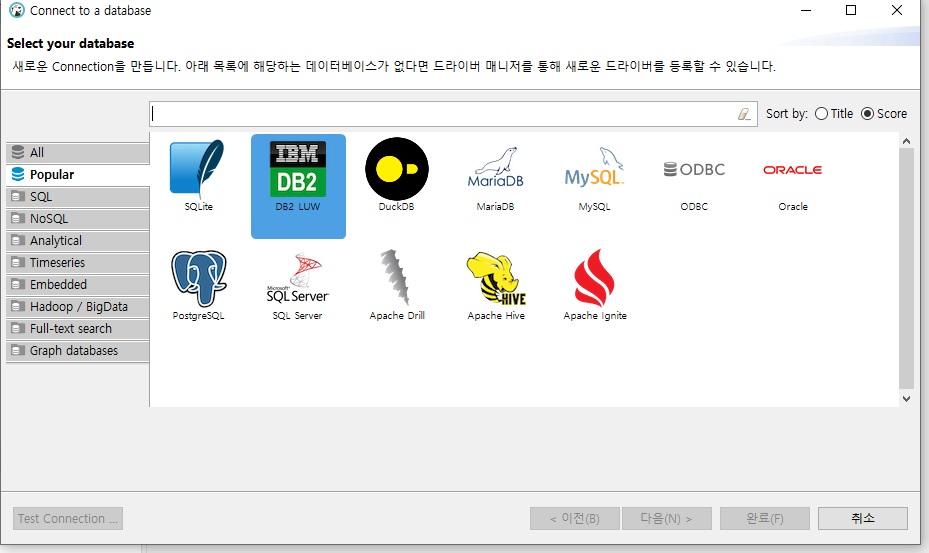 Connect to a database
Select your database
새로운 Connection을 만듭니다. 아래 목록에 해당하는 데이터베이스가 없다면 드라이버 매니저를 통해 새로운 드라이버를 등록할 수 있습니다.
Sort by: Title Score
All
Popular
SQL
NoSQL
Analytical
Timeseries
Embedded
Hadoop / BigData
Full-text search
Graph databases
SQLite
IBM
DB2
DB2 LUW
DuckDB
MariaDB
MariaDB
MySQL
MySQL
ODBC
ODBC
ORACLE
Oracle
PostgreSQL
Microsoft
SQL Server
SQL Server
Apache Drill
HIVE
Apache Hive
Apache Ignite
Test Connection ...
< 이전(B)
다음(N) >
완료(F)
취소